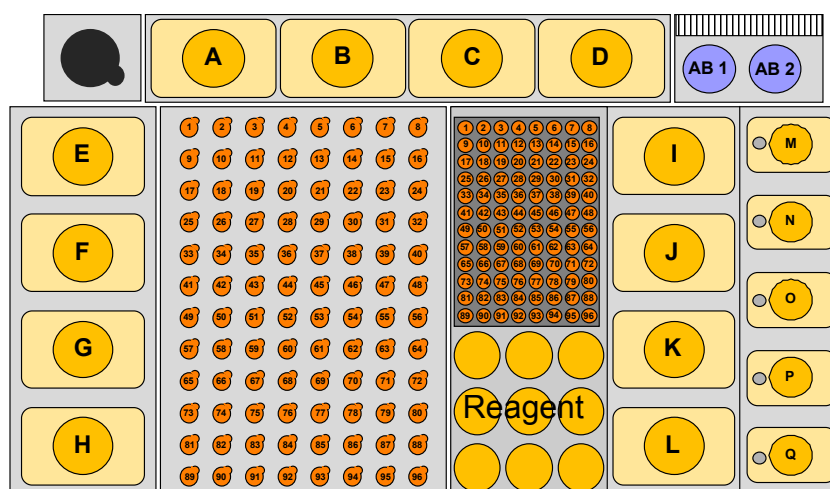 A B C D AB 1 AB 2
E
F
G
H
1 2 3 4 5 6 7 8
9 10 11 12 13 14 15 16
17 18 19 20 21 22 23 24
25 26 27 28 29 30 31 32
33 34 35 36 37 38 39 40
41 42 43 44 45 46 47 48
49 50 51 52 53 54 55 56
57 58 59 60 61 62 63 64
65 66 67 68 69 70 71 72
73 74 75 76 77 78 79 80
81 82 83 84 85 86 87 88
89 90 91 92 93 94 95 96
1 2 3 4 5 6 7 8
9 10 11 12 13 14 15 16
17 18 19 20 21 22 23 24
25 26 27 28 29 30 31 32
33 34 35 36 37 38 39 40
41 42 43 44 45 46 47 48
49 50 51 52 53 54 55 56
57 58 59 60 61 62 63 64
65 66 67 68 69 70 71 72
73 74 75 76 77 78 79 80
81 82 83 84 85 86 87 88
89 90 91 92 93 94 95 96
Reagent
I
J
K
L
M
N
O
P
Q